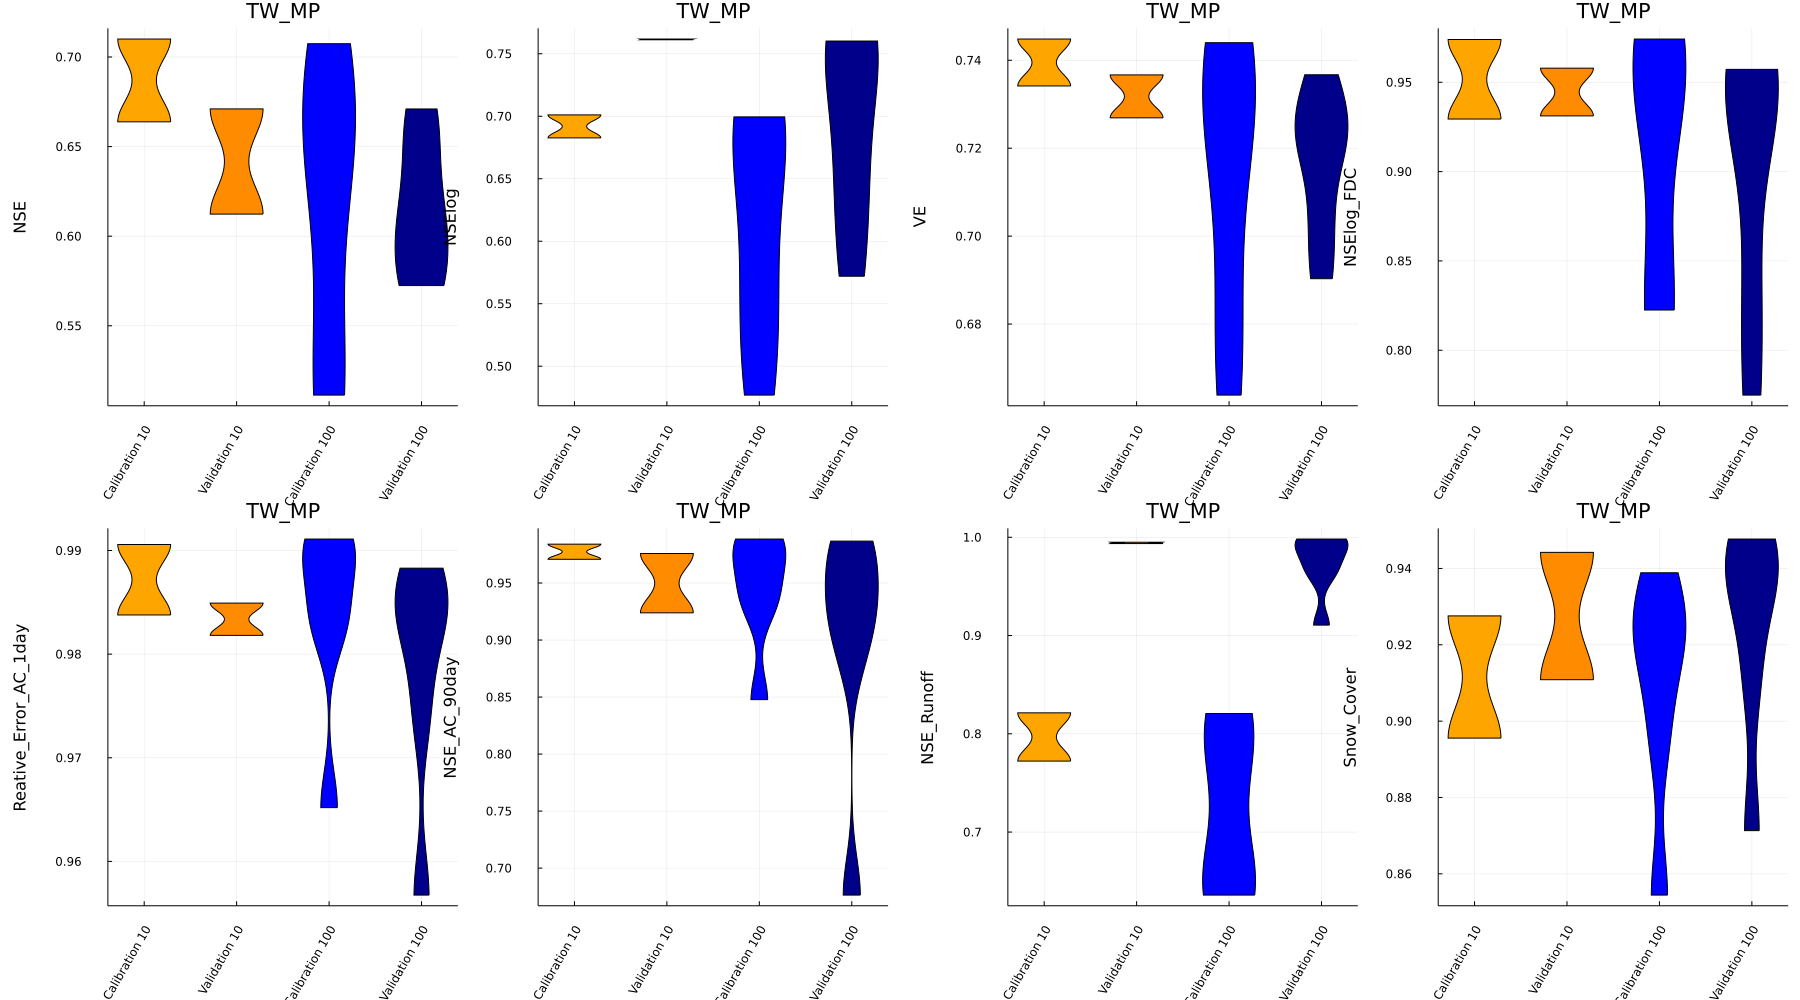 TW_MP
NSE
0.70
0.65
0.60
0.55
Calibration 10
Validation 10
Calibration 100
Validation 100
TW_MP
NSElog
0.75
0.70
0.65
0.60
0.55
0.50
Calibration 10
Validation 10
Calibration 100
Validation 100
TW_MP
VE
0.74
0.72
0.70
0.68
Calibration 10
Validation 10
Calibration 100
Validation 100
TW_MP
NSElog_FDC
0.95
0.90
0.85
0.80
Calibration 10
Validation 10
Calibration 100
Validation 100
TW_MP
Reative_Error_AC_1day
0.99
0.98
0.97
0.96
Calibration 10
Validation 10
Calibration 100
Validation 100
TW_MP
NSE_AC_90day
0.95
0.90
0.85
0.80
0.75
0.70
Calibration 10
Validation 10
Calibration 100
Validation 100
TW_MP
NSE_Runoff
1.0
0.9
0.8
0.7
Calibration 10
Validation 10
Calibration 100
Validation 100
TW_MP
Snow_Cover
0.94
0.92
0.90
0.88
0.86
Calibration 10
Validation 10
Calibration 100
Validation 100